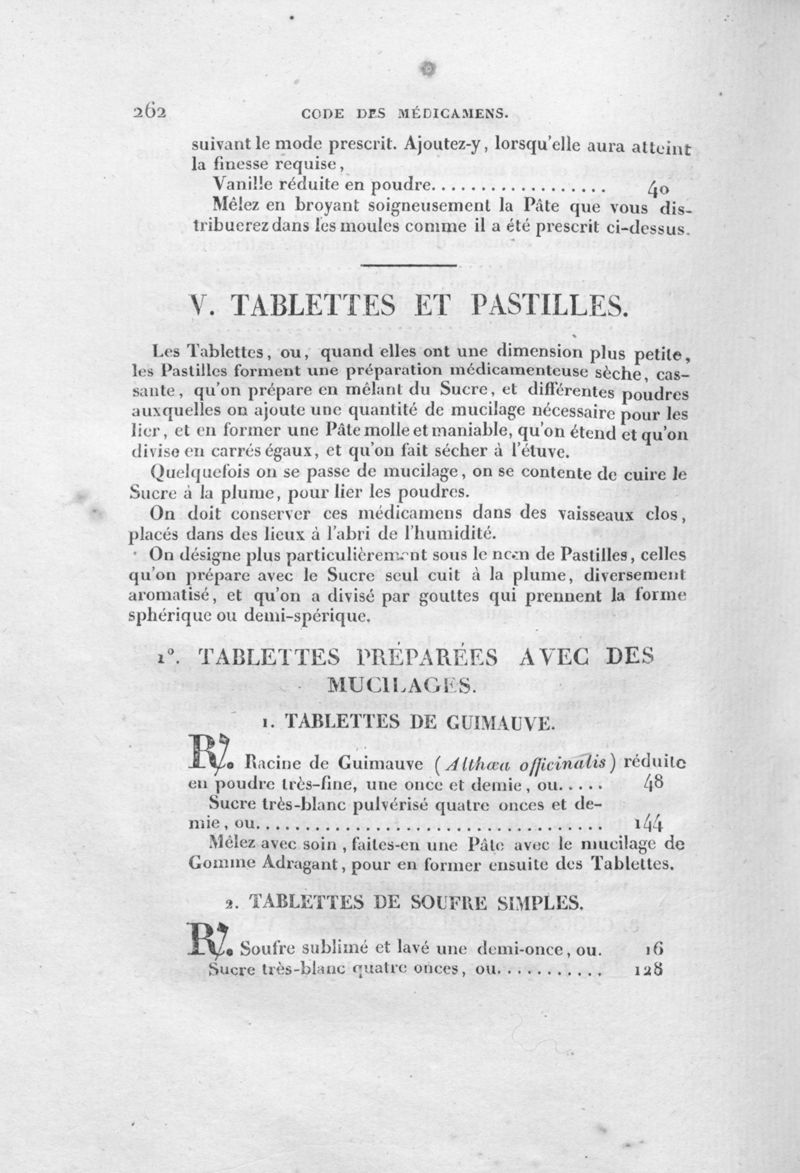 262 CODE DES MÉDICAMENS.
suivant le mode prescrit. Ajoutez-y, lorsqu'elle aura atteint
la finesse requise,
Vanille réduite en poudre.................. 40
Mêlez en broyant soigneusement la Pâte que vous dis-
tribuerez dans les moules comme il a été prescrit ci-dessus.
V. TABLETTES ET PASTILLES.
Les Tablettes, ou, quand elles ont une dimension plus petite,
les Pastilles forment une préparation médicamenteuse sèche, cas-
sante, qu'on prépare en mêlant du Sucre, et différentes poudres
auxquelles on ajoute une quantité de mucilage nécessaire pour les
lier, et en former une Pâte molle et maniable, qu'on étend et qu'on
divise en carrés égaux, et qu'on fait sécher à l'étuve.
Quelquefois on se passe de mucilage, on se contente de cuire le
Sucre à la plume, pour lier les poudres.
On doit conserver ces médicamens dans des vaisseaux clos,
placés dans des lieux à l'abri de l'humidité.
On désigne plus particulièrement sous le nom de Pastilles, celles
qu'on prépare avec le Sucre seul cuit à la plume, diversement
aromatisé, et qu'on a divisé par gouttes qui prennent la forme
sphérique ou demi-spérique.
1°. TABLETTES PRÉPARÉES AVEC DES
MUCILAGES.
1. TABLETTES DE GUIMAUVE.
℞. Racine de Guimauve (Althæa officinalis) réduite
en poudre très-fine, une once et demie, ou..... 48
Sucre très-blanc pulvérisé quatre onces et de-
mie, ou................................... 144
Mêlez avec soin, faites-en une Pâte avec le mucilage de
Gomme Adragant, pour en former ensuite des Tablettes.
2. TABLETTES DE SOUFRE SIMPLES.
℞. Soufre sublimé et lavé une demi-once, ou. 16
Sucre très-blanc quatre onces, ou........... 128